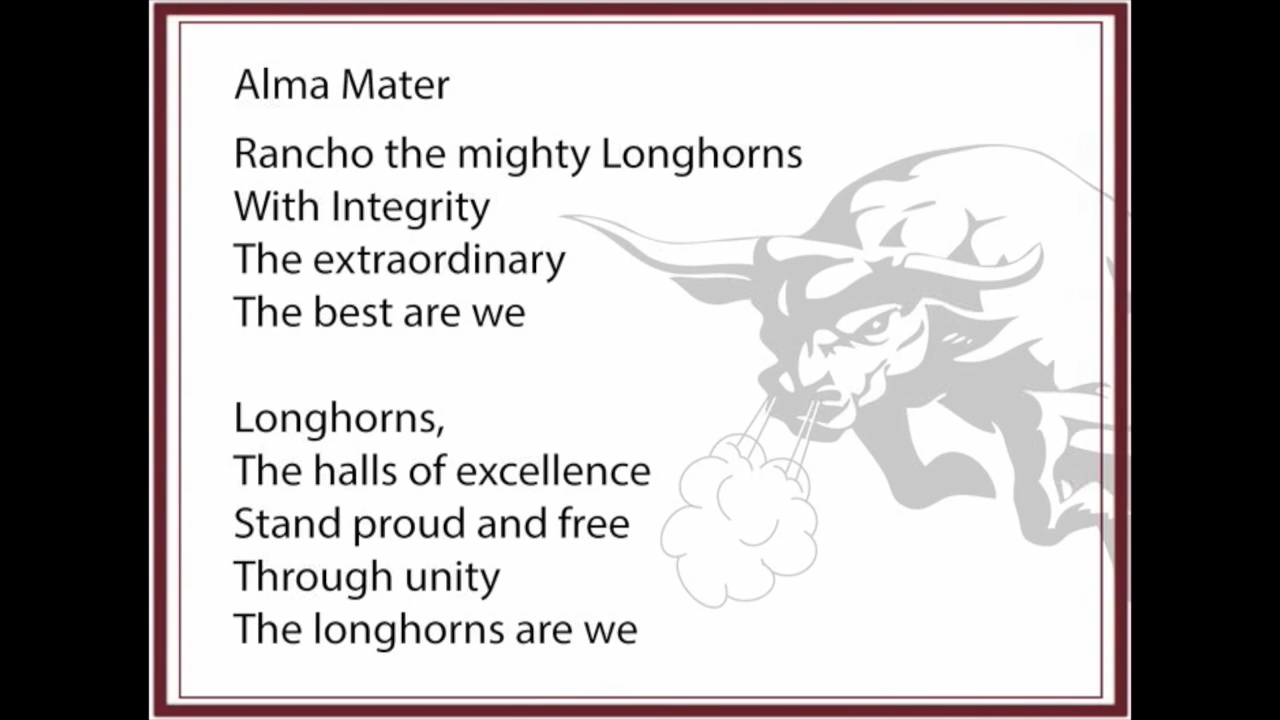 Alma Mater
Rancho the mighty Longhorns
With Integrity
The extraordinary
The best are we
Longhorns,
The halls of excellence
Stand proud and free
Through unity
The longhorns are we